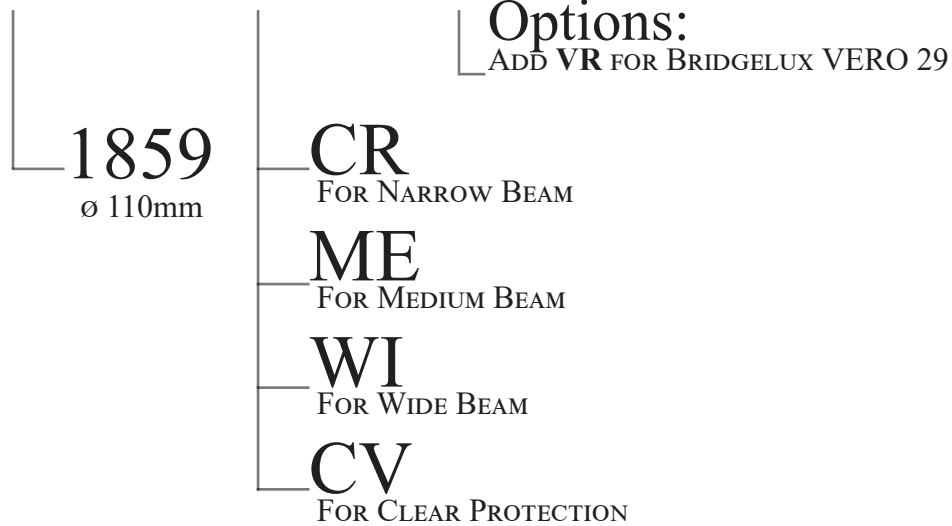 Options:
Add VR for Bridgelux VERO 29
1859
ø 110mm
CR
For Narrow Beam
ME
For Medium Beam
WI
For Wide Beam
CV
For Clear Protection